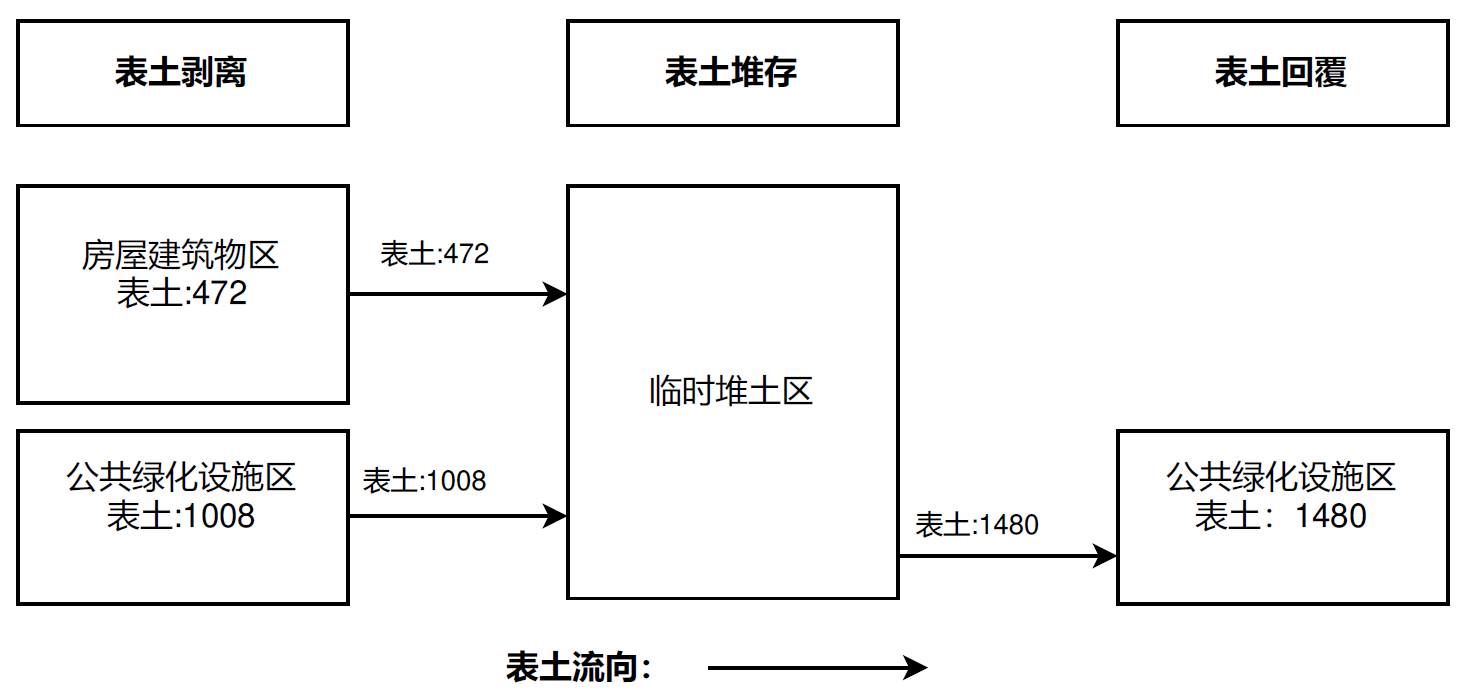 表土剥离
表土堆存
表土回覆
房屋建筑物区
表土:472
表土:472
临时堆土区
公共绿化设施区
表土:1008
表土:1008
表土:1480
公共绿化设施区
表土：1480
表土流向：